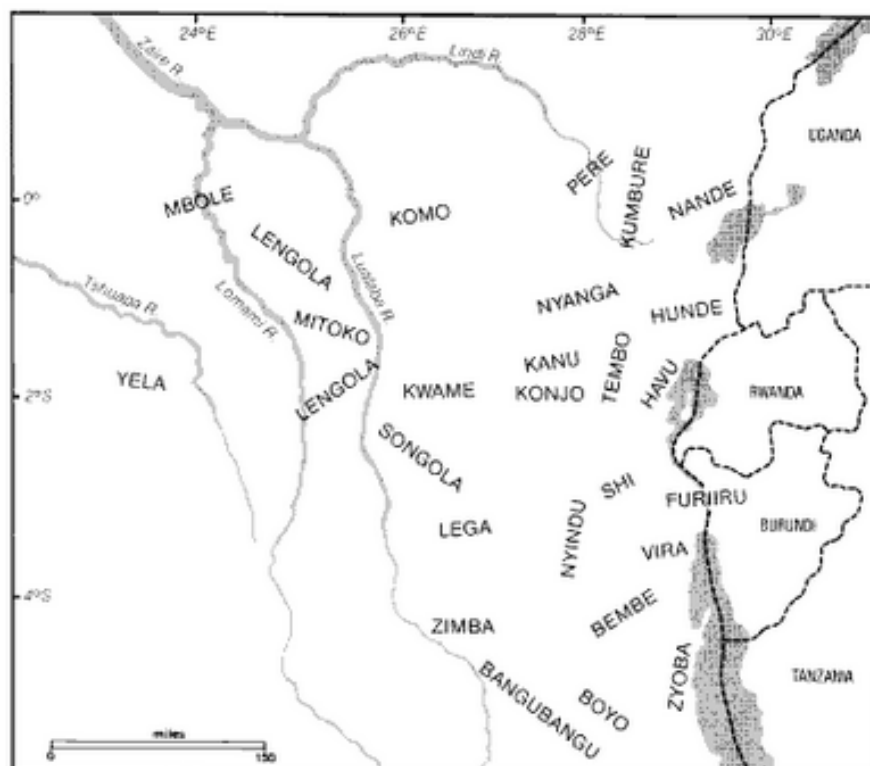 24°E
26°E
28°E
30°E
Zaire R.
Lindi R.
UGANDA
PERE
KUMBURE
NANDE
0°
MBOLE
KOMO
LENGOLA
Lualaba R.
Tshuapa R.
Lomami R.
NYANGA
HUNDE
MITOKO
YELA
LENGOLA
KANU
TEMBO
HAVU
2°S
KWAME
KONJO
RWANDA
SONGOLA
SHI
FURIIRU
LEGA
NYINDU
VIRA
BURUNDI
4°S
ZIMBA
BEMBE
ZYOBA
TANZANIA
BANGUBANGU
BOYO
miles
0
150